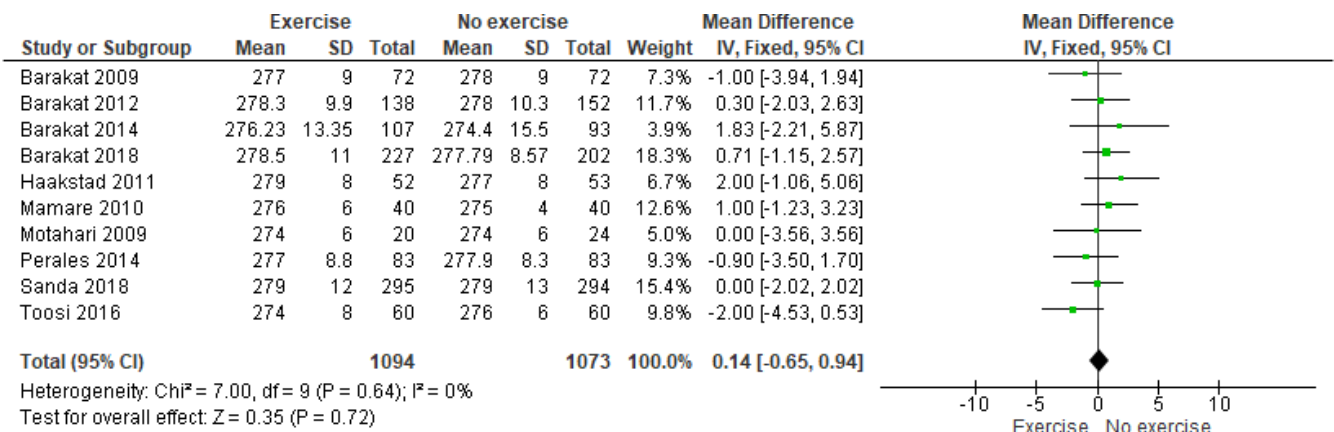 Exercise No exercise Mean Difference Mean Difference
Study or Subgroup Mean SD Total Mean SD Total Weight IV, Fixed, 95% CI IV, Fixed, 95% CI
Barakat 2009 277 9 72 278 9 72 7.3% -1.00 [-3.94, 1.94]
Barakat 2012 278.3 9.9 138 278 10.3 152 11.7% 0.30 [-2.03, 2.63]
Barakat 2014 276.23 13.35 107 274.4 15.5 93 3.9% 1.83 [-2.21, 5.87]
Barakat 2018 278.5 11 227 277.79 8.57 202 18.3% 0.71 [-1.15, 2.57]
Haakstad 2011 279 8 52 277 8 53 6.7% 2.00 [-1.06, 5.06]
Mamare 2010 276 6 40 275 4 40 12.6% 1.00 [-1.23, 3.23]
Motahari 2009 274 6 20 274 6 24 5.0% 0.00 [-3.56, 3.56]
Perales 2014 277 8.8 83 277.9 8.3 83 9.3% -0.90 [-3.50, 1.70]
Sanda 2018 279 12 295 279 13 294 15.4% 0.00 [-2.02, 2.02]
Toosi 2016 274 8 60 276 6 60 9.8% -2.00 [-4.53, 0.53]
Total (95% CI) 1094 1073 100.0% 0.14 [-0.65, 0.94]
Heterogeneity: Chi² = 7.00, df = 9 (P = 0.64); I² = 0%
Test for overall effect: Z = 0.35 (P = 0.72)
-10 -5 0 5 10
Exercise No exercise